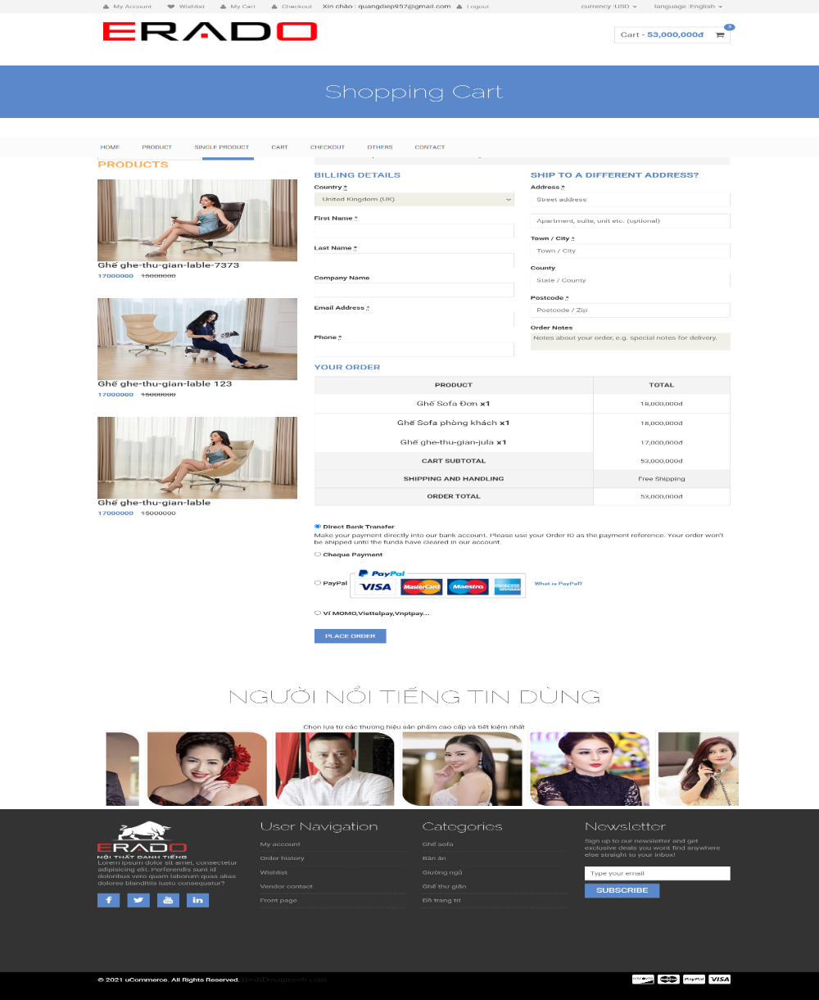 My Account Wishlist My Cart Checkout Xin chào : quangdiep957@gmail.com Logout currency :USD language :English
ERADO
Cart - 53,000,000đ 3
Shopping Cart
HOME PRODUCT SINGLE PRODUCT CART CHECKOUT OTHERS CONTACT
PRODUCTS
Ghế ghe-thu-gian-lable-7373
17000000 15000000
Ghế ghe-thu-gian-lable 123
17000000 15000000
Ghế ghe-thu-gian-lable
17000000 15000000
BILLING DETAILS
Country *
United Kingdom (UK)
First Name *
Last Name *
Company Name
Email Address *
Phone *
SHIP TO A DIFFERENT ADDRESS?
Address *
Street address
Apartment, suite, unit etc. (optional)
Town / City *
Town / City
County
State / County
Postcode *
Postcode / Zip
Order Notes
Notes about your order, e.g. special notes for delivery.
YOUR ORDER
PRODUCT TOTAL
Ghế Sofa Đơn x1 18,000,000đ
Ghế Sofa phòng khách x1 18,000,000đ
Ghế ghe-thu-gian-jula x1 17,000,000đ
CART SUBTOTAL 53,000,000đ
SHIPPING AND HANDLING Free Shipping
ORDER TOTAL 53,000,000đ
Direct Bank Transfer
Make your payment directly into our bank account. Please use your Order ID as the payment reference. Your order won't
be shipped until the funds have cleared in our account.
Cheque Payment
PayPal PayPal VISA MasterCard Maestro What is PayPal?
Ví MOMO,Viettelpay,Vnptpay...
PLACE ORDER
NGƯỜI NỔI TIẾNG TIN DÙNG
Chọn lựa từ các thương hiệu sản phẩm cao cấp và tiết kiệm nhất
ERADO
NỘI THẤT DANH TIẾNG
Lorem ipsum dolor sit amet, consectetur
adipisicing elit. Perferendis sunt id
doloribus vero quam laborum quas alias
dolores blanditiis iusto consequatur?
User Navigation
My account
Order history
Wishlist
Vendor contact
Front page
Categories
Ghế sofa
Bàn ăn
Giường ngủ
Ghế thư giãn
Đồ trang trí
Newsletter
Sign up to our newsletter and get
exclusive deals you wont find anywhere
else straight to your inbox!
Type your email
SUBSCRIBE
© 2021 uCommerce. All Rights Reserved. freshDesignweb.com
DISCOVER PayPal VISA